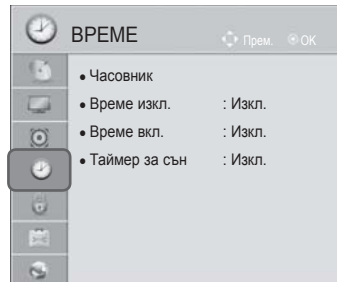 ВРЕМЕ Прем. OK
• Часовник
• Време изкл. : Изкл.
• Време вкл. : Изкл.
• Таймер за сън : Изкл.